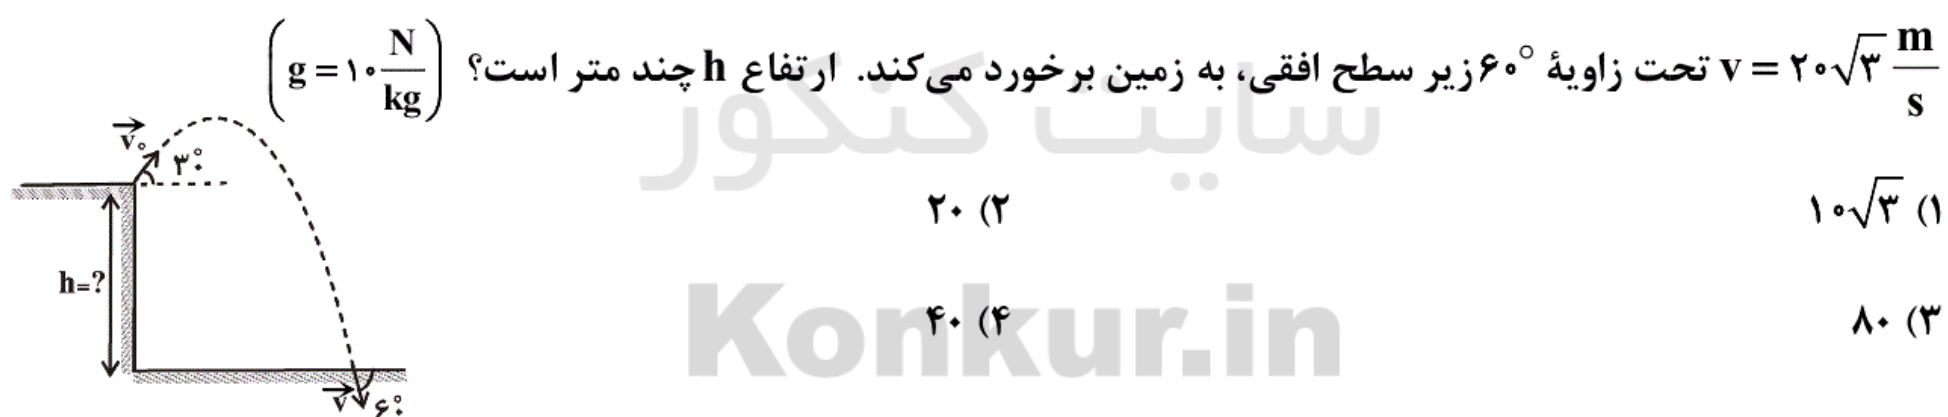 v = ۲۰√۳ m/s تحت زاویهٔ ۶۰° زیر سطح افقی، به زمین برخورد می‌کند. ارتفاع h چند متر است؟ (g = ۱۰ N/kg)
سایت کنکور
۱) ۱۰√۳
۲) ۲۰
۳) ۸۰
۴) ۴۰
Konkur.in
v₀
۳۰°
h=?
v
۶۰°